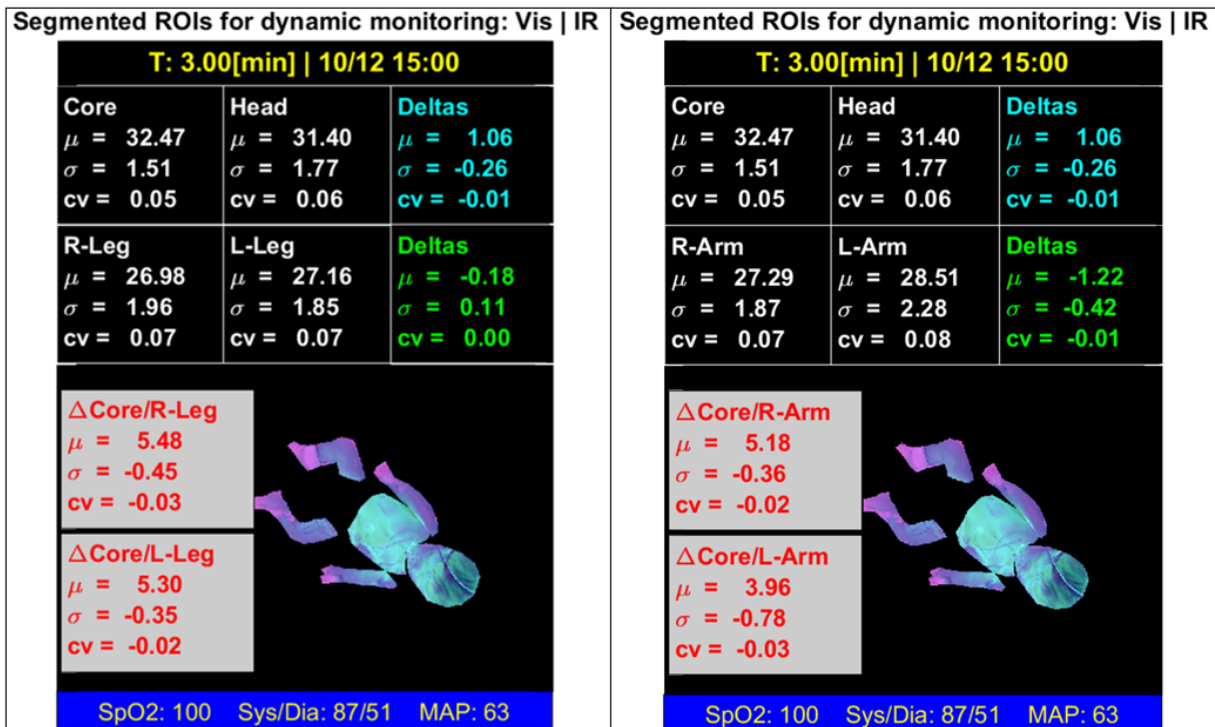 Segmented ROIs for dynamic monitoring: Vis | IR
T: 3.00[min] | 10/12 15:00
Core Head Deltas
μ = 32.47 μ = 31.40 μ = 1.06
σ = 1.51 σ = 1.77 σ = -0.26
cv = 0.05 cv = 0.06 cv = -0.01
R-Leg L-Leg Deltas
μ = 26.98 μ = 27.16 μ = -0.18
σ = 1.96 σ = 1.85 σ = 0.11
cv = 0.07 cv = 0.07 cv = 0.00
ΔCore/R-Leg
μ = 5.48
σ = -0.45
cv = -0.03
ΔCore/L-Leg
μ = 5.30
σ = -0.35
cv = -0.02
SpO2: 100 Sys/Dia: 87/51 MAP: 63
Segmented ROIs for dynamic monitoring: Vis | IR
T: 3.00[min] | 10/12 15:00
Core Head Deltas
μ = 32.47 μ = 31.40 μ = 1.06
σ = 1.51 σ = 1.77 σ = -0.26
cv = 0.05 cv = 0.06 cv = -0.01
R-Arm L-Arm Deltas
μ = 27.29 μ = 28.51 μ = -1.22
σ = 1.87 σ = 2.28 σ = -0.42
cv = 0.07 cv = 0.08 cv = -0.01
ΔCore/R-Arm
μ = 5.18
σ = -0.36
cv = -0.02
ΔCore/L-Arm
μ = 3.96
σ = -0.78
cv = -0.03
SpO2: 100 Sys/Dia: 87/51 MAP: 63